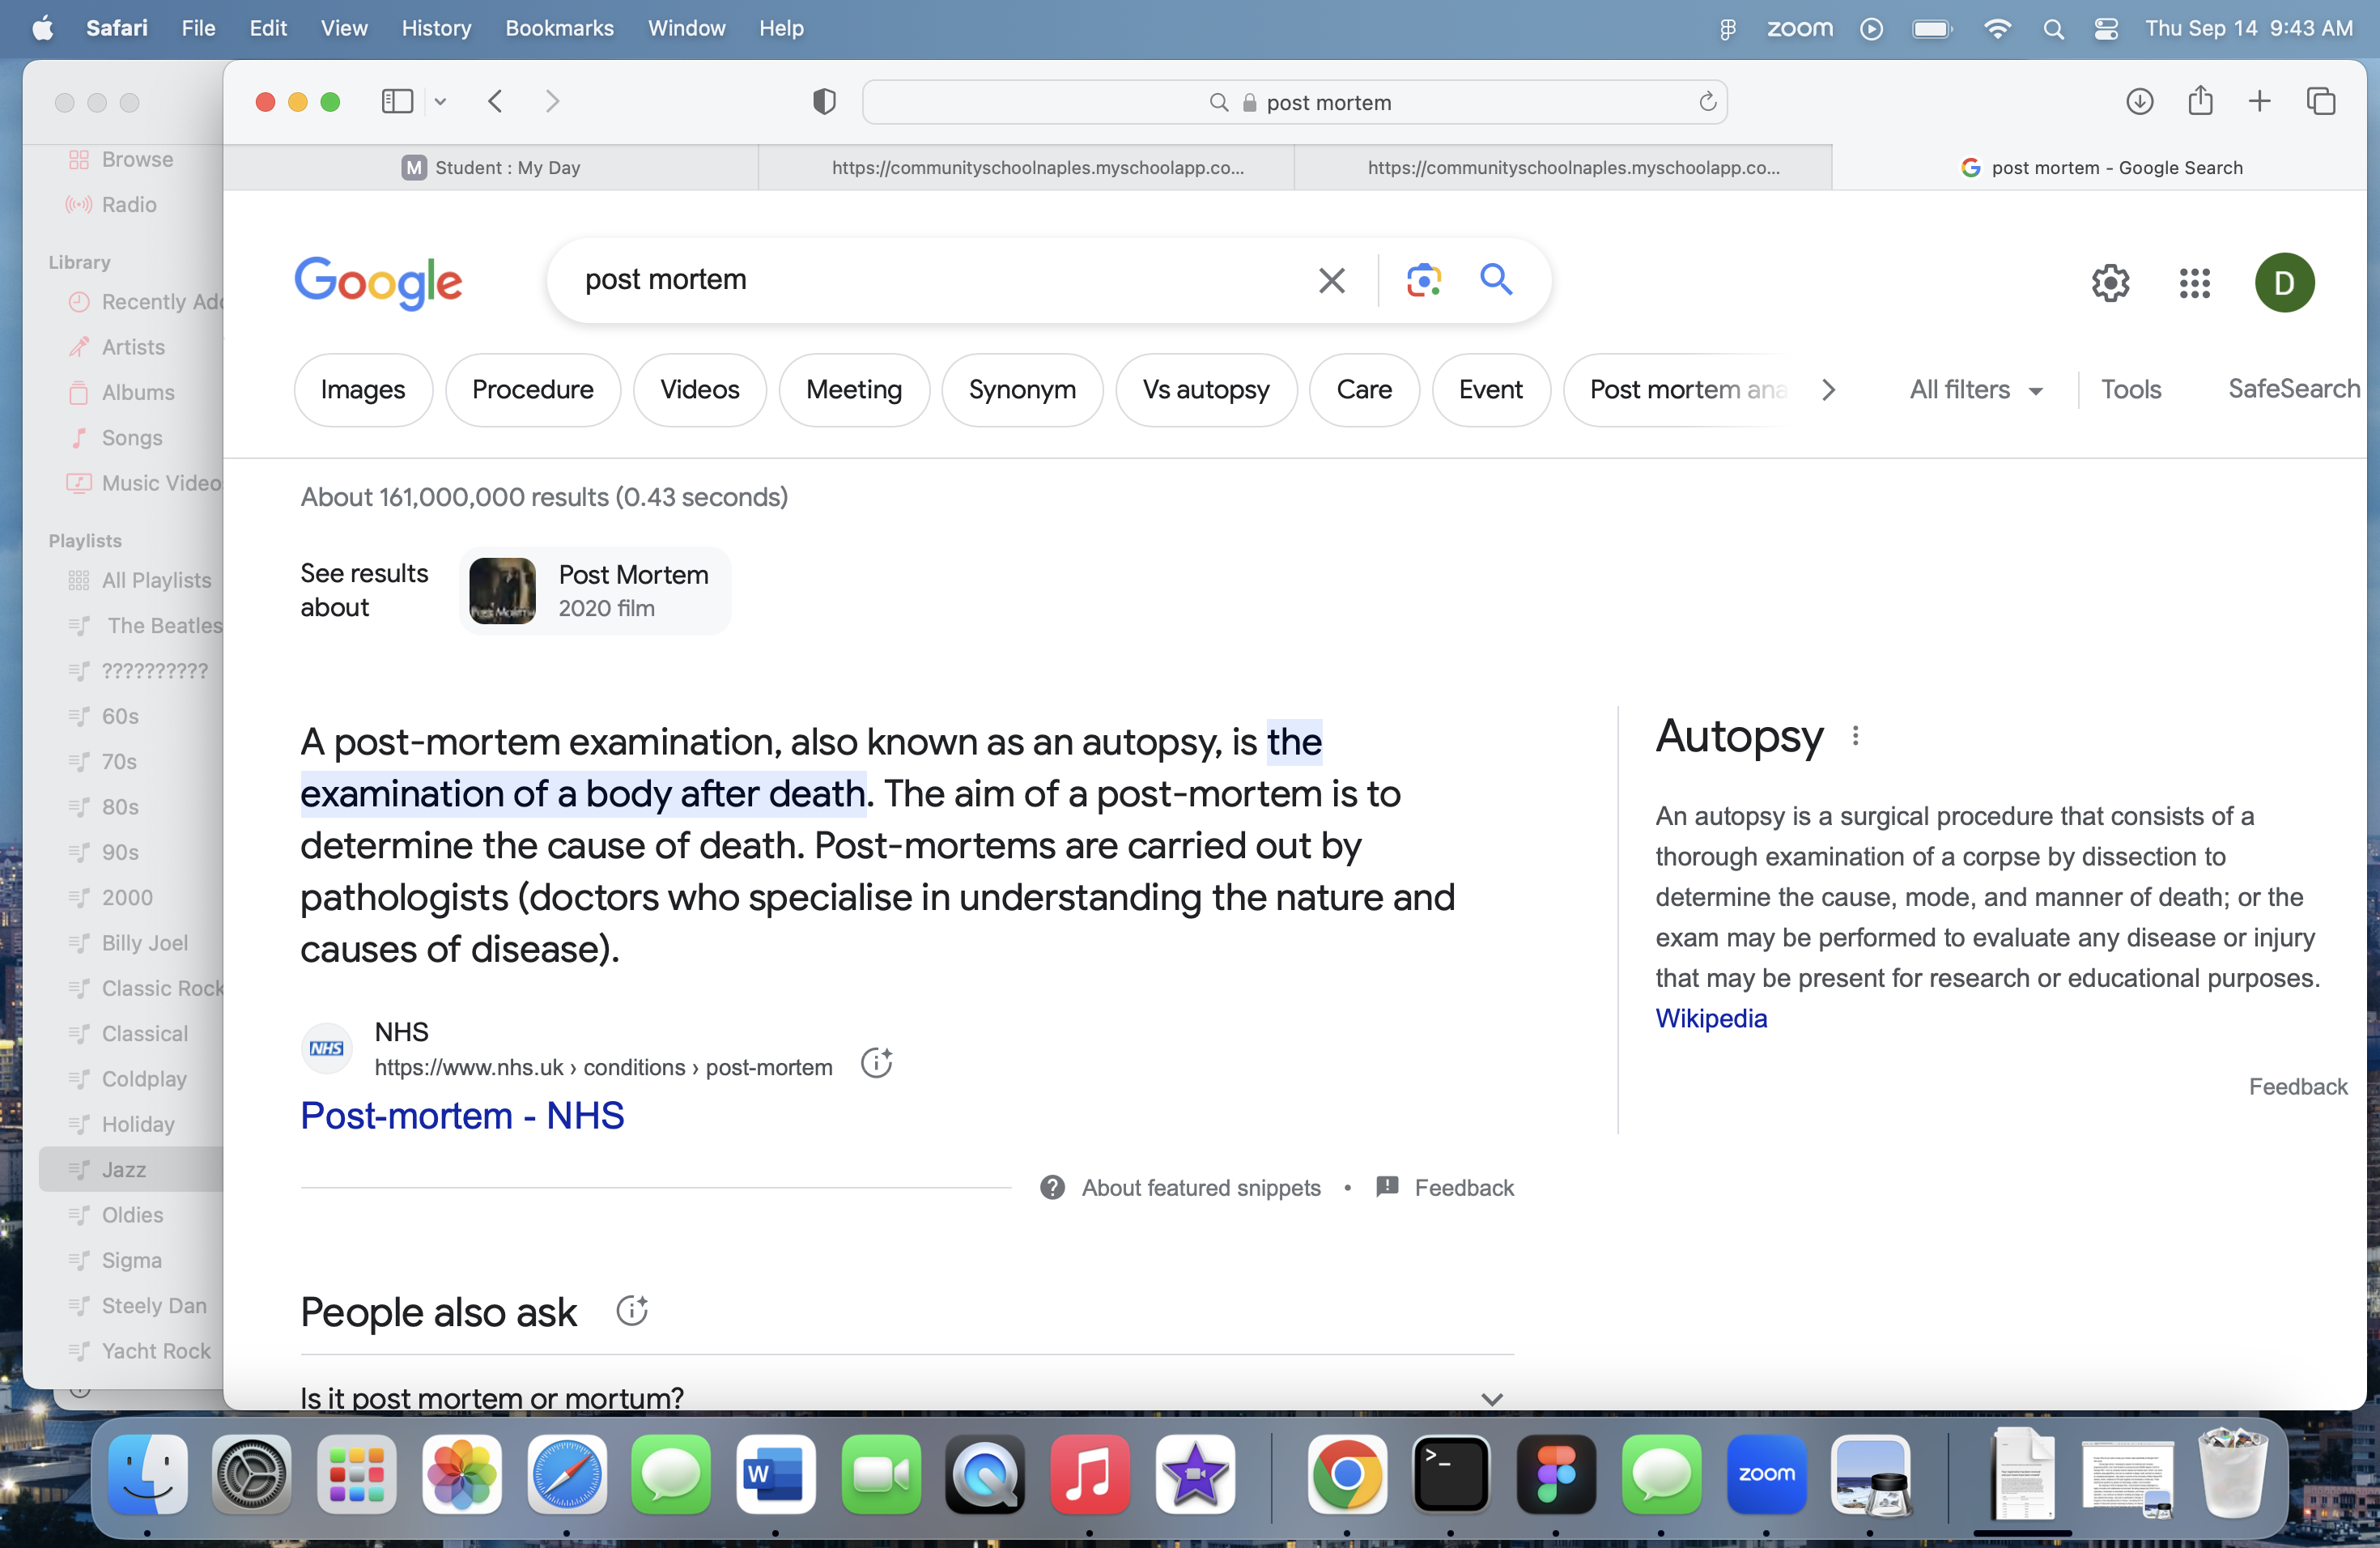 Safari File Edit View History Bookmarks Window Help
zoom Thu Sep 14 9:43 AM
post mortem
M Student : My Day
https://communityschoolnaples.myschoolapp.co...
https://communityschoolnaples.myschoolapp.co...
post mortem - Google Search
Browse
Radio
Library
Recently Add
Artists
Albums
Songs
Music Video
Playlists
All Playlists
The Beatles
??????????
60s
70s
80s
90s
2000
Billy Joel
Classic Rock
Classical
Coldplay
Holiday
Jazz
Oldies
Sigma
Steely Dan
Yacht Rock
Google
post mortem
D
Images Procedure Videos Meeting Synonym Vs autopsy Care Event Post mortem ana
All filters Tools SafeSearch
About 161,000,000 results (0.43 seconds)
See results
about
Post Mortem
2020 film
A post-mortem examination, also known as an autopsy, is the
examination of a body after death. The aim of a post-mortem is to
determine the cause of death. Post-mortems are carried out by
pathologists (doctors who specialise in understanding the nature and
causes of disease).
NHS
NHS
https://www.nhs.uk › conditions › post-mortem
Post-mortem - NHS
About featured snippets • Feedback
Autopsy
An autopsy is a surgical procedure that consists of a
thorough examination of a corpse by dissection to
determine the cause, mode, and manner of death; or the
exam may be performed to evaluate any disease or injury
that may be present for research or educational purposes.
Wikipedia
Feedback
People also ask
Is it post mortem or mortum?
W
>_
zoom